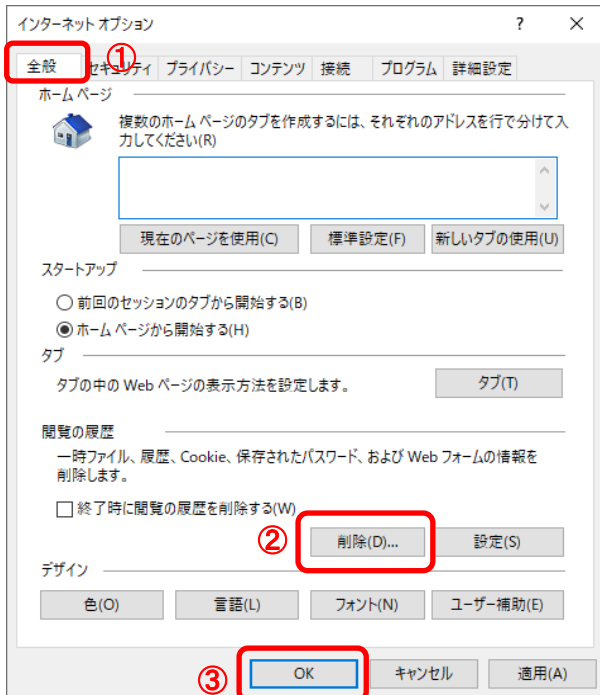 インターネット オプション ? ×
①
全般 セキュリティ プライバシー コンテンツ 接続 プログラム 詳細設定
ホーム ページ
複数のホーム ページのタブを作成するには、それぞれのアドレスを行で分けて入
力してください(R)
現在のページを使用(C) 標準設定(F) 新しいタブの使用(U)
スタートアップ
前回のセッションのタブから開始する(B)
ホーム ページから開始する(H)
タブ
タブの中の Web ページの表示方法を設定します。 タブ(T)
閲覧の履歴
一時ファイル、履歴、Cookie、保存されたパスワード、および Web フォームの情報を
削除します。
終了時に閲覧の履歴を削除する(W)
② 削除(D)... 設定(S)
デザイン
色(O) 言語(L) フォント(N) ユーザー補助(E)
③ OK キャンセル 適用(A)